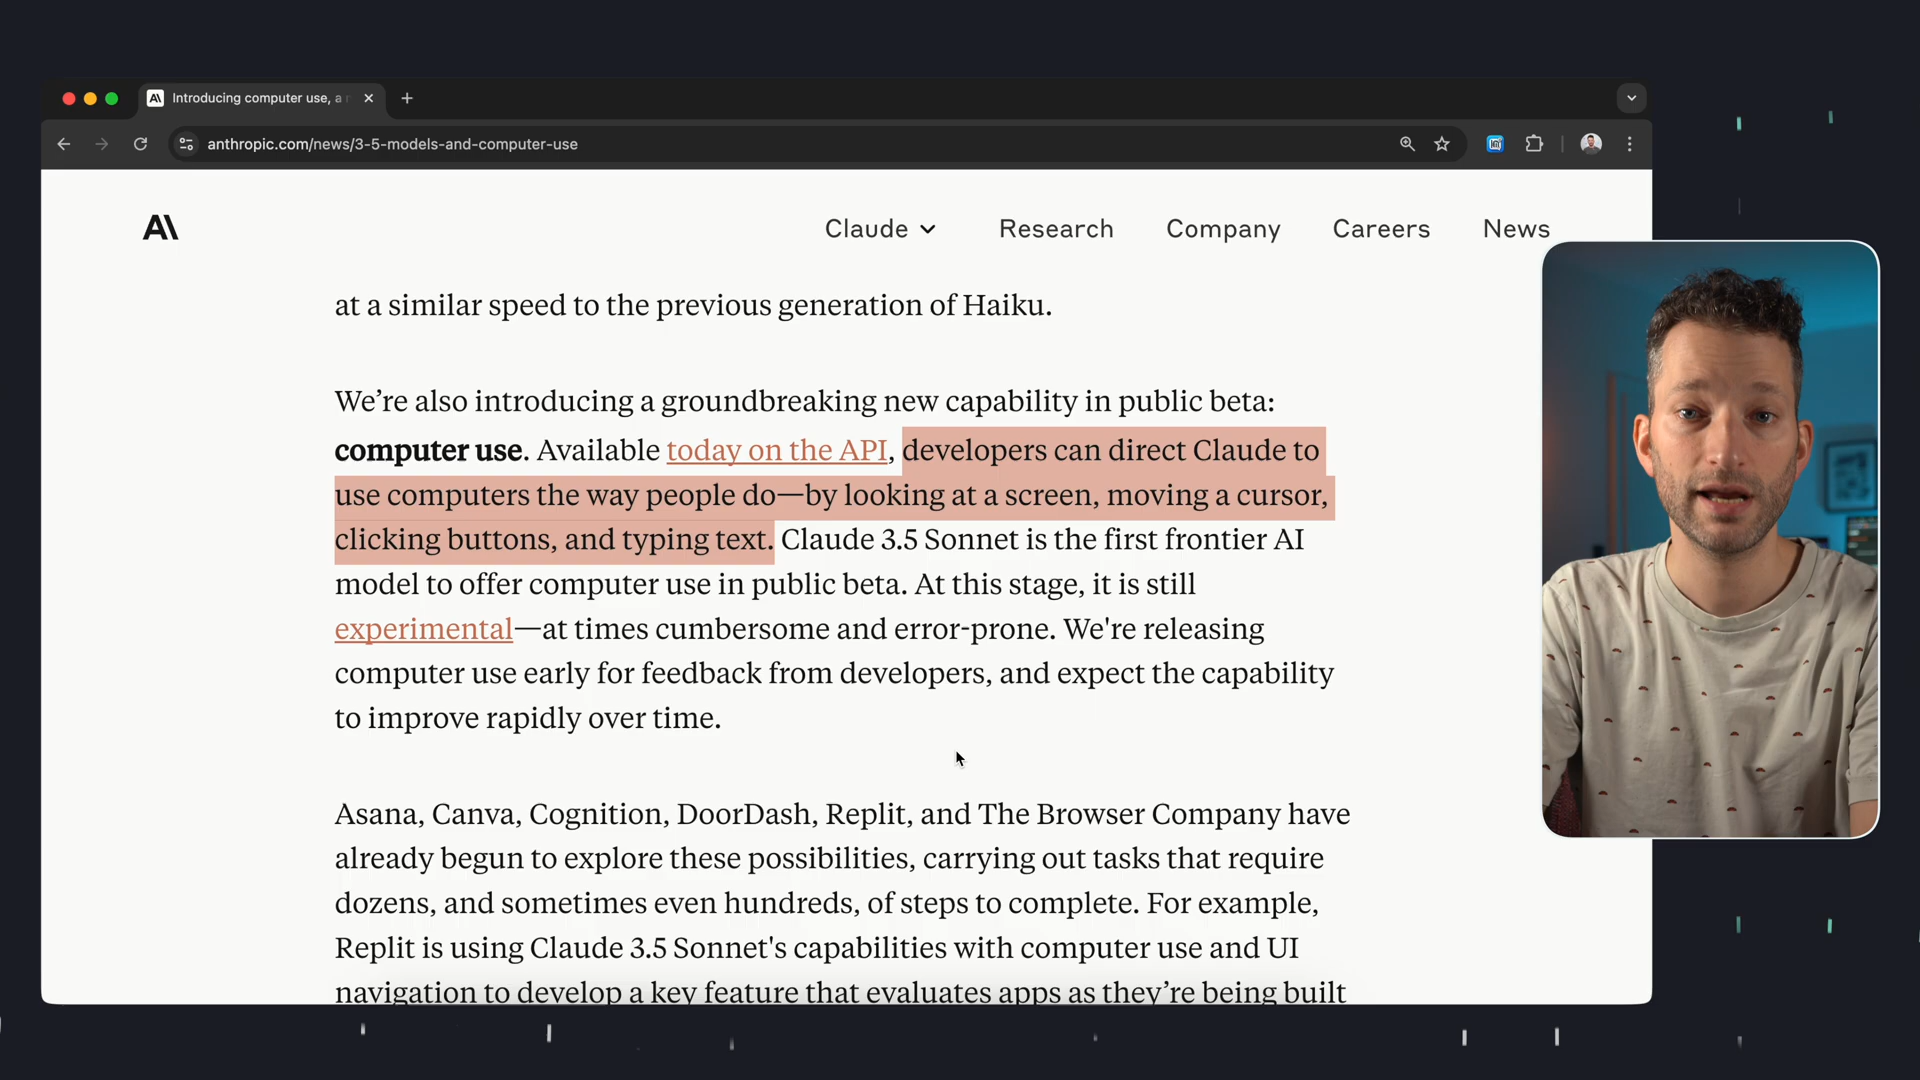 Introducing computer use, a
anthropic.com/news/3-5-models-and-computer-use
Claude Research Company Careers News
at a similar speed to the previous generation of Haiku.
We’re also introducing a groundbreaking new capability in public beta:
computer use. Available today on the API, developers can direct Claude to
use computers the way people do—by looking at a screen, moving a cursor,
clicking buttons, and typing text. Claude 3.5 Sonnet is the first frontier AI
model to offer computer use in public beta. At this stage, it is still
experimental—at times cumbersome and error-prone. We're releasing
computer use early for feedback from developers, and expect the capability
to improve rapidly over time.
Asana, Canva, Cognition, DoorDash, Replit, and The Browser Company have
already begun to explore these possibilities, carrying out tasks that require
dozens, and sometimes even hundreds, of steps to complete. For example,
Replit is using Claude 3.5 Sonnet's capabilities with computer use and UI
navigation to develop a key feature that evaluates apps as they’re being built